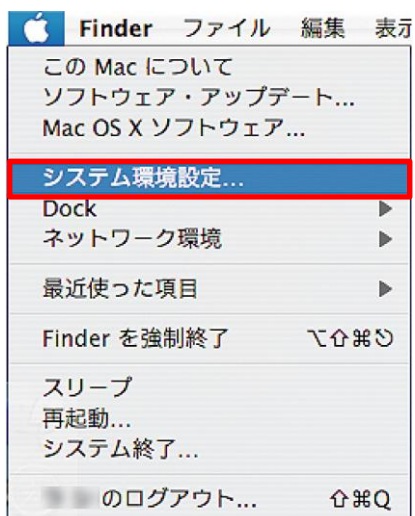 Finder ファイル 編集 表示
この Mac について
ソフトウェア・アップデート...
Mac OS X ソフトウェア...
システム環境設定...
Dock
ネットワーク環境
最近使った項目
Finder を強制終了 ⌥⇧⌘⎋
スリープ
再起動...
システム終了...
のログアウト... ⇧⌘Q